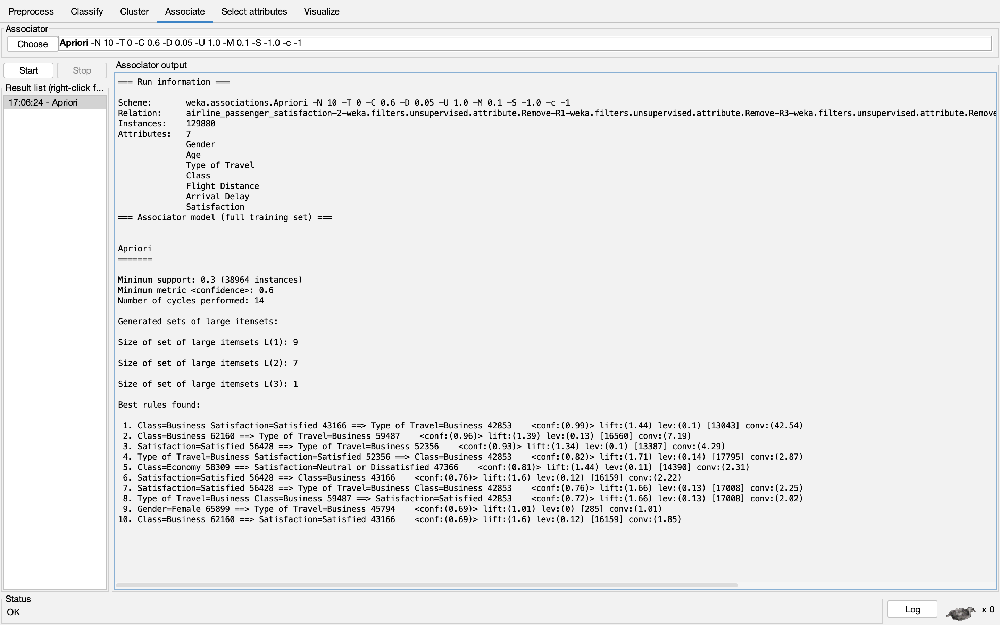 Preprocess Classify Cluster Associate Select attributes Visualize
Associator
Choose Apriori -N 10 -T 0 -C 0.6 -D 0.05 -U 1.0 -M 0.1 -S -1.0 -c -1
Start Stop
Result list (right-click f...
17:06:24 - Apriori
Associator output
=== Run information ===
Scheme: weka.associations.Apriori -N 10 -T 0 -C 0.6 -D 0.05 -U 1.0 -M 0.1 -S -1.0 -c -1
Relation: airline_passenger_satisfaction-2-weka.filters.unsupervised.attribute.Remove-R1-weka.filters.unsupervised.attribute.Remove-R3-weka.filters.unsupervised.attribute.Remove
Instances: 129880
Attributes: 7
Gender
Age
Type of Travel
Class
Flight Distance
Arrival Delay
Satisfaction
=== Associator model (full training set) ===
Apriori
=======
Minimum support: 0.3 (38964 instances)
Minimum metric <confidence>: 0.6
Number of cycles performed: 14
Generated sets of large itemsets:
Size of set of large itemsets L(1): 9
Size of set of large itemsets L(2): 7
Size of set of large itemsets L(3): 1
Best rules found:
1. Class=Business Satisfaction=Satisfied 43166 ==> Type of Travel=Business 42853 <conf:(0.99)> lift:(1.44) lev:(0.1) [13043] conv:(42.54)
2. Class=Business 62160 ==> Type of Travel=Business 59487 <conf:(0.96)> lift:(1.39) lev:(0.13) [16560] conv:(7.19)
3. Satisfaction=Satisfied 56428 ==> Type of Travel=Business 52356 <conf:(0.93)> lift:(1.34) lev:(0.1) [13387] conv:(4.29)
4. Type of Travel=Business Satisfaction=Satisfied 52356 ==> Class=Business 42853 <conf:(0.82)> lift:(1.71) lev:(0.14) [17795] conv:(2.87)
5. Class=Economy 58309 ==> Satisfaction=Neutral or Dissatisfied 47366 <conf:(0.81)> lift:(1.44) lev:(0.11) [14390] conv:(2.31)
6. Satisfaction=Satisfied 56428 ==> Class=Business 43166 <conf:(0.76)> lift:(1.6) lev:(0.12) [16159] conv:(2.22)
7. Satisfaction=Satisfied 56428 ==> Type of Travel=Business Class=Business 42853 <conf:(0.76)> lift:(1.66) lev:(0.13) [17008] conv:(2.25)
8. Type of Travel=Business Class=Business 59487 ==> Satisfaction=Satisfied 42853 <conf:(0.72)> lift:(1.66) lev:(0.13) [17008] conv:(2.02)
9. Gender=Female 65899 ==> Type of Travel=Business 45794 <conf:(0.69)> lift:(1.01) lev:(0) [285] conv:(1.01)
10. Class=Business 62160 ==> Satisfaction=Satisfied 43166 <conf:(0.69)> lift:(1.6) lev:(0.12) [16159] conv:(1.85)
Status
OK
Log x 0